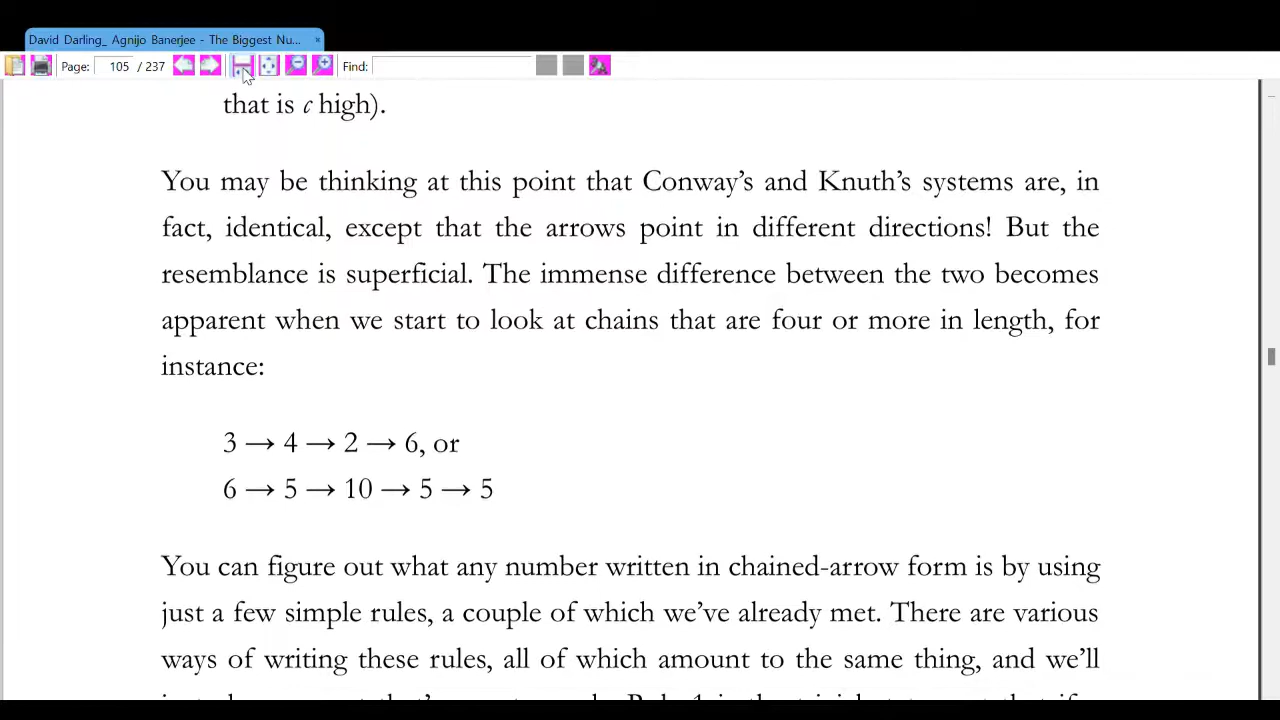 David Darling_ Agnijo Banerjee - The Biggest Nu...
Page: 105 / 237 Find:
that is c high).
You may be thinking at this point that Conway’s and Knuth’s systems are, in
fact, identical, except that the arrows point in different directions! But the
resemblance is superficial. The immense difference between the two becomes
apparent when we start to look at chains that are four or more in length, for
instance:
3 → 4 → 2 → 6, or
6 → 5 → 10 → 5 → 5
You can figure out what any number written in chained-arrow form is by using
just a few simple rules, a couple of which we’ve already met. There are various
ways of writing these rules, all of which amount to the same thing, and we’ll